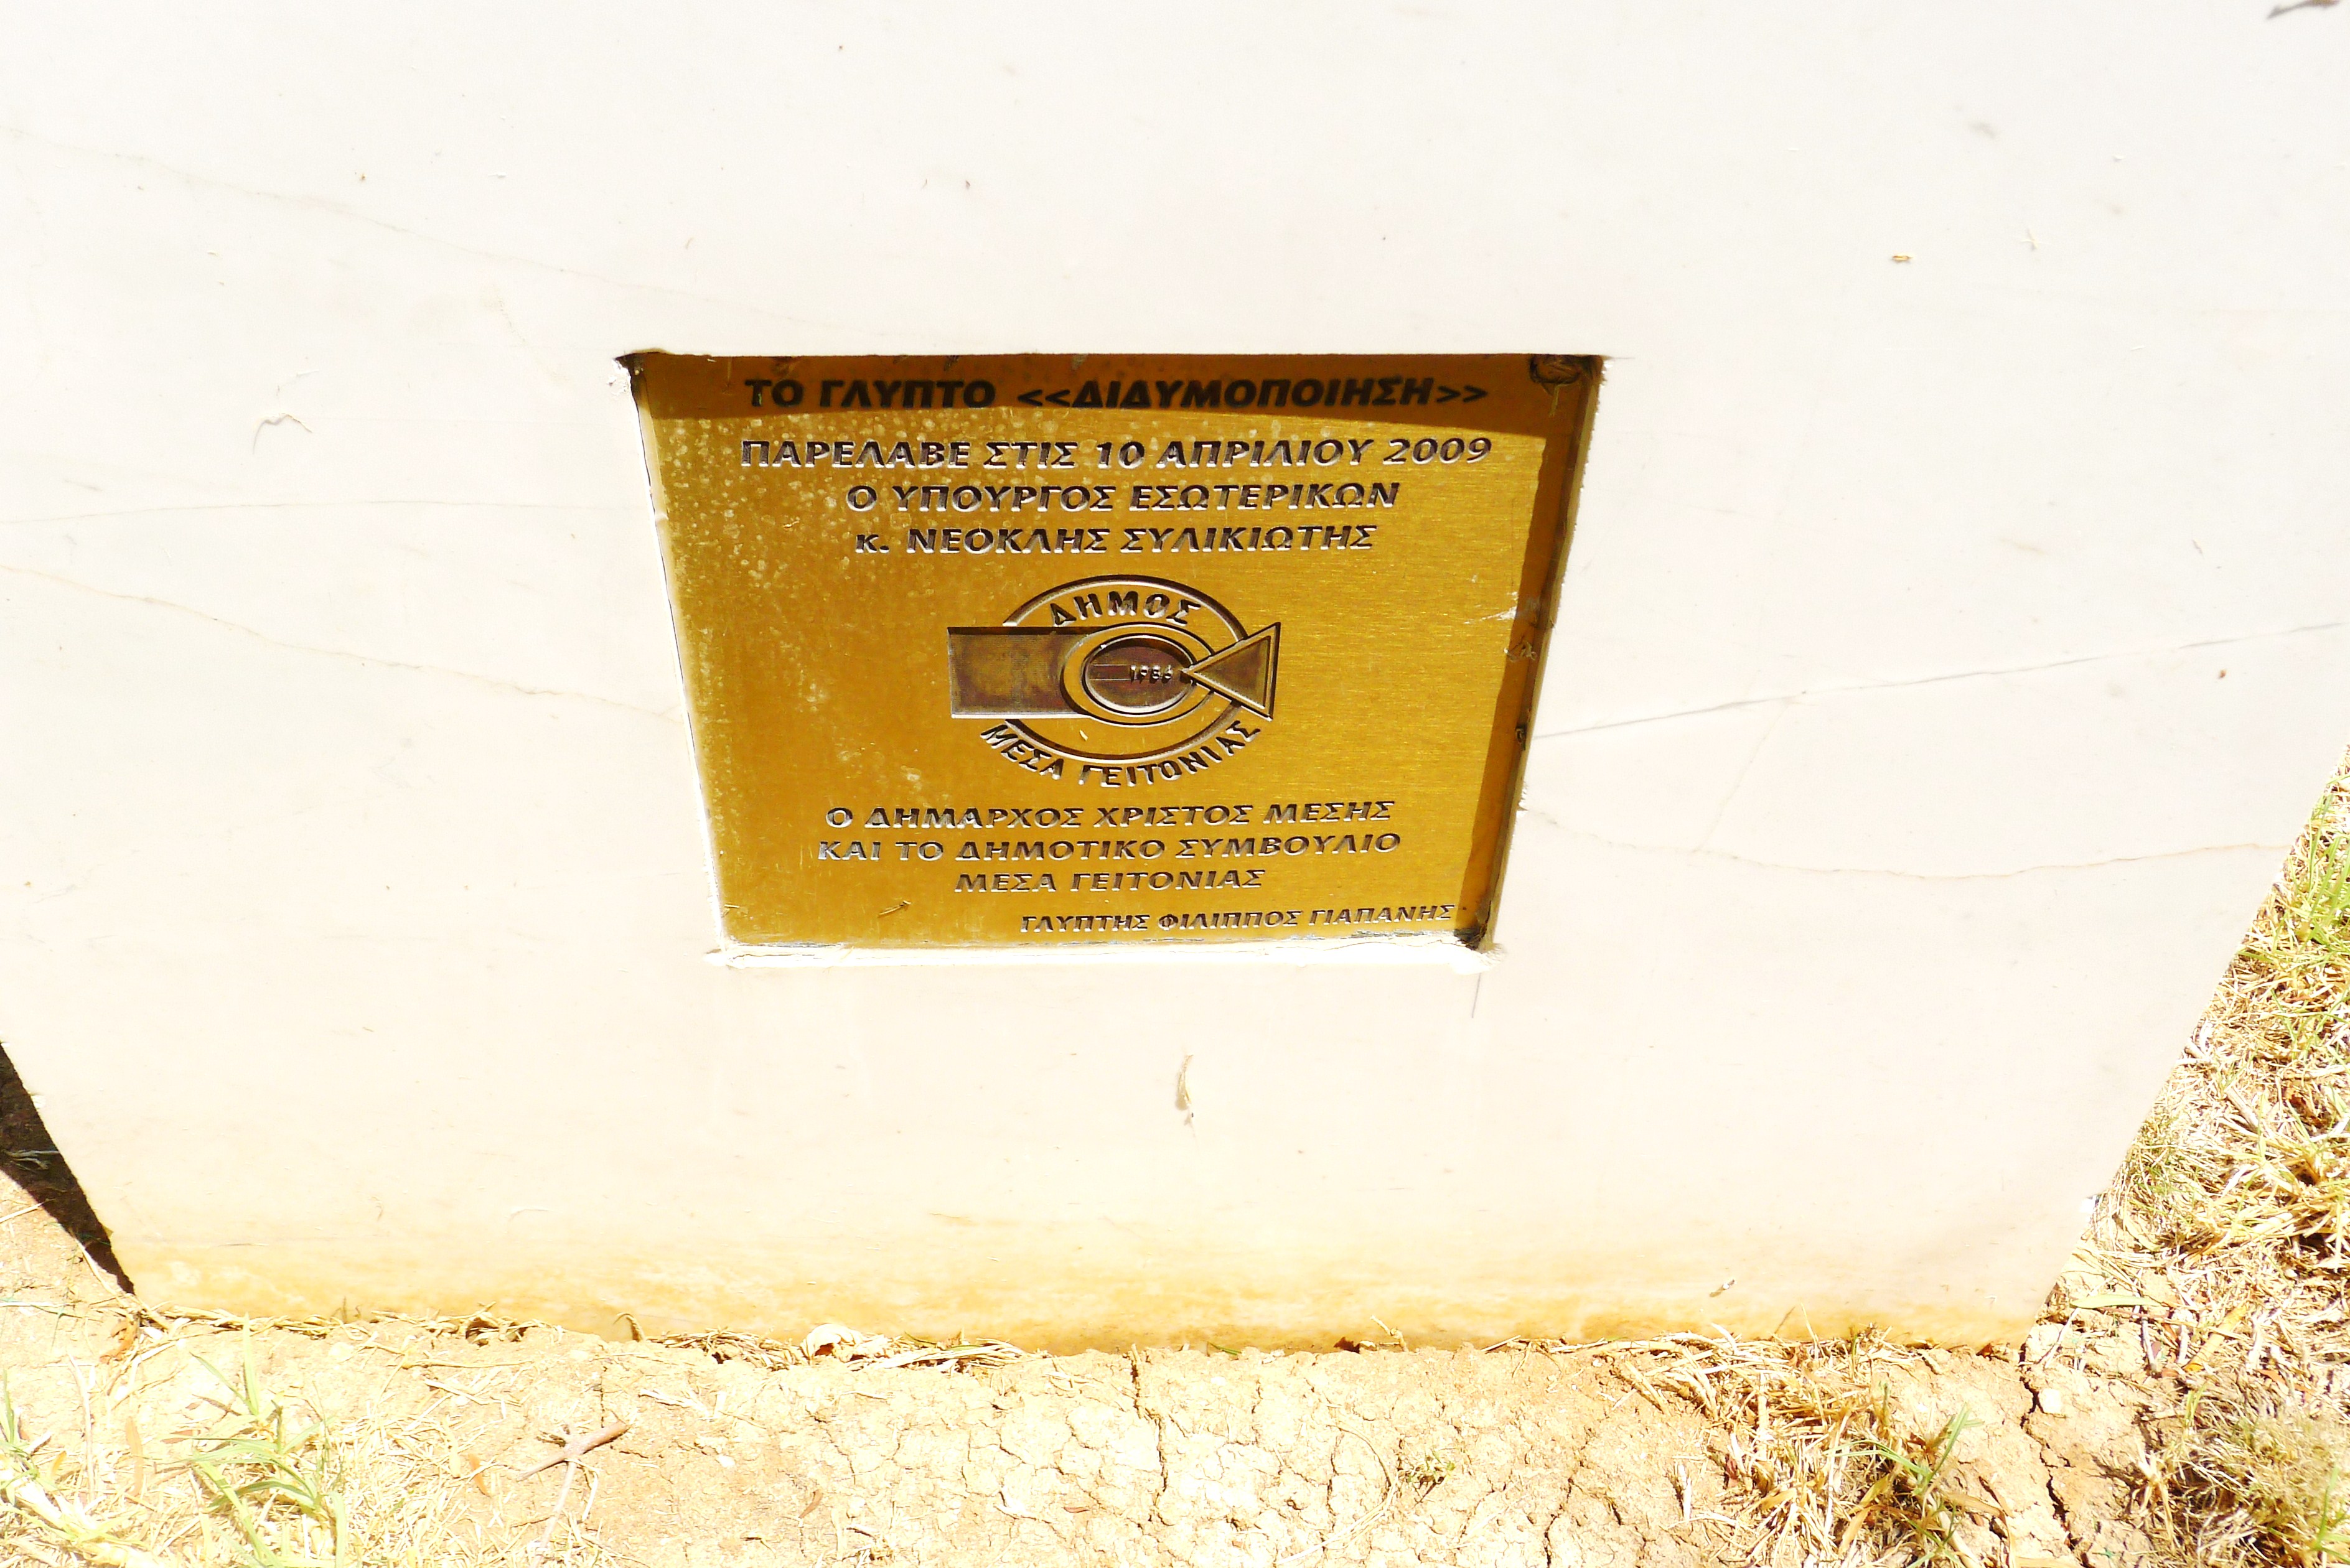 ΤΟ ΓΛΥΠΤΟ <<ΔΙΔΥΜΟΠΟΙΗΣΗ>>
ΠΑΡΕΛΑΒΕ ΣΤΙΣ 10 ΑΠΡΙΛΙΟΥ 2009
Ο ΥΠΟΥΡΓΟΣ ΕΣΩΤΕΡΙΚΩΝ
κ. ΝΕΟΚΛΗΣ ΣΥΛΙΚΙΩΤΗΣ
ΔΗΜΟΣ
1986
ΜΕΣΑ ΓΕΙΤΟΝΙΑΣ
Ο ΔΗΜΑΡΧΟΣ ΧΡΙΣΤΟΣ ΜΕΣΗΣ
ΚΑΙ ΤΟ ΔΗΜΟΤΙΚΟ ΣΥΜΒΟΥΛΙΟ
ΜΕΣΑ ΓΕΙΤΟΝΙΑΣ
ΓΛΥΠΤΗΣ ΦΙΛΙΠΠΟΣ ΓΙΑΠΑΝΗΣ